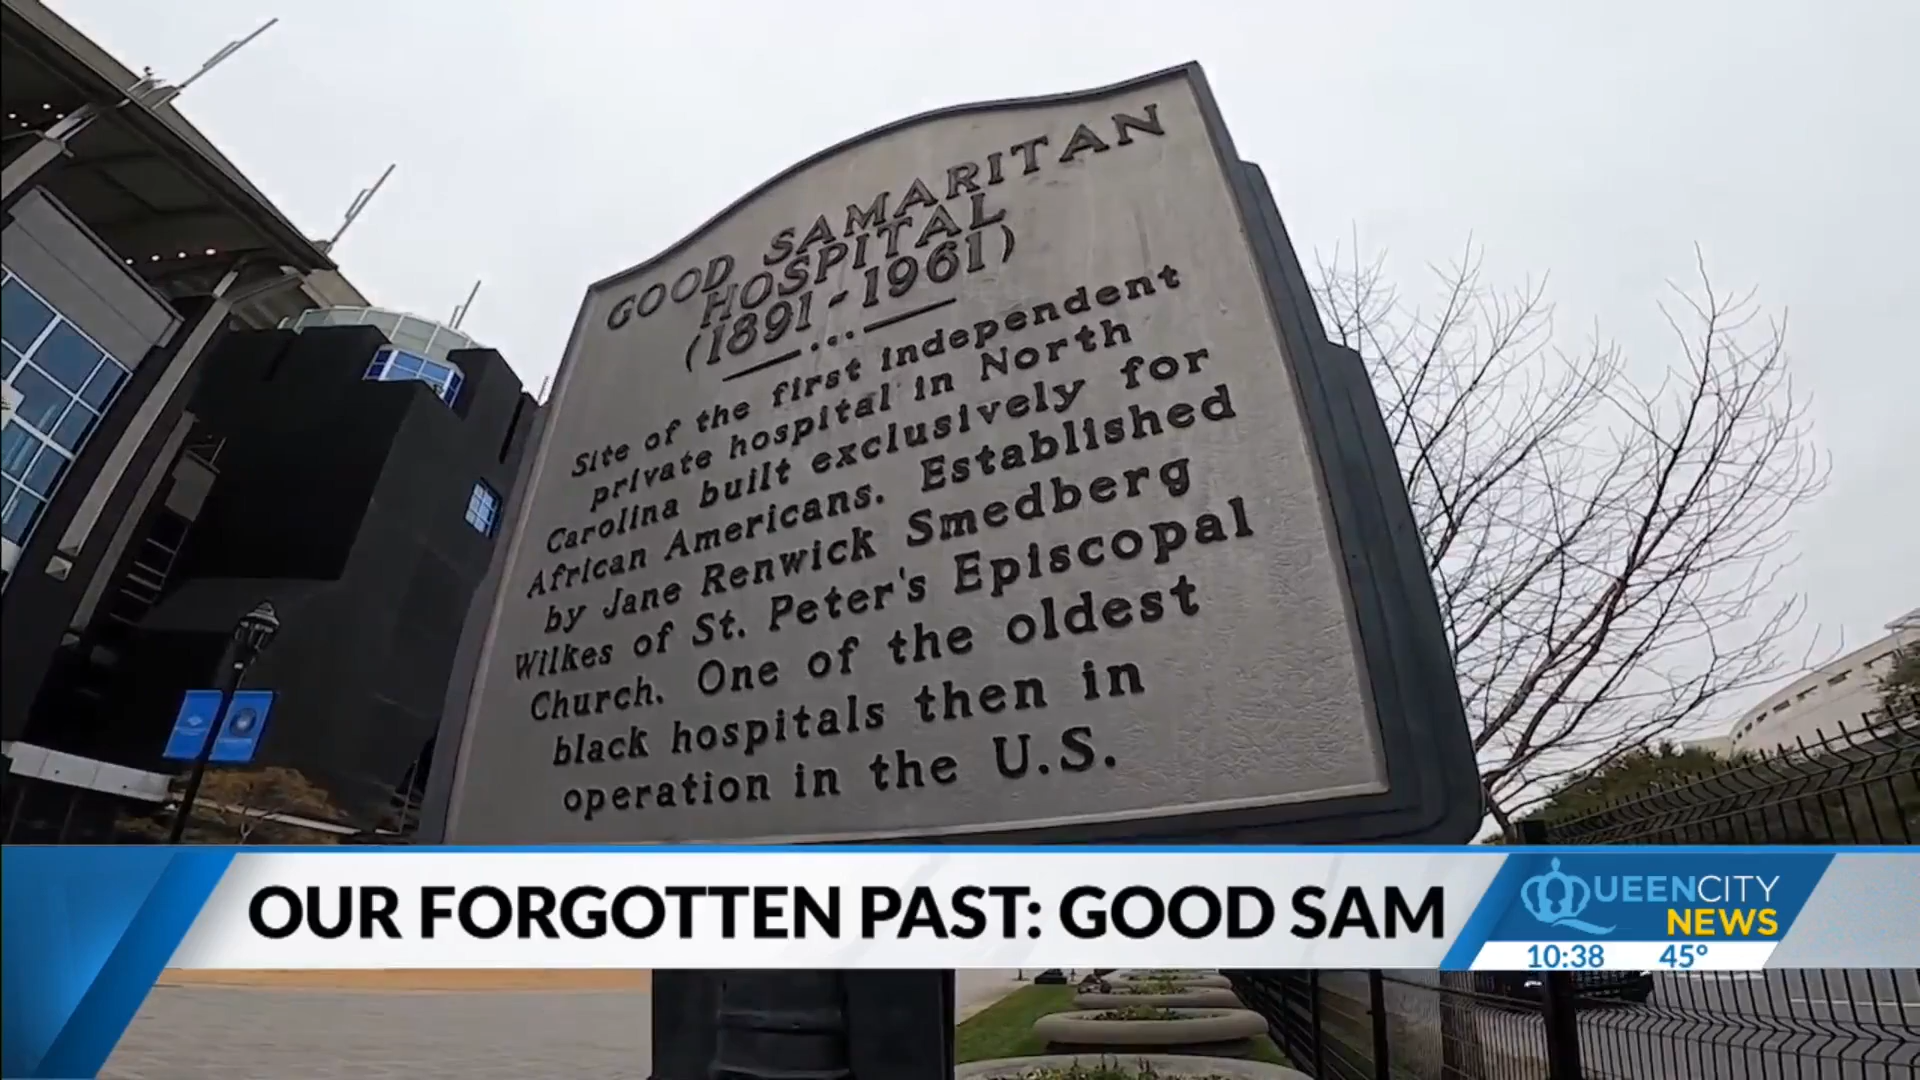 GOOD SAMARITAN
HOSPITAL
(1891-1961)
Site of the first independent
private hospital in North
Carolina built exclusively for
African Americans. Established
by Jane Renwick Smedberg
Wilkes of St. Peter's Episcopal
Church. One of the oldest
black hospitals then in
operation in the U.S.
OUR FORGOTTEN PAST: GOOD SAM
QUEEN CITY
NEWS
10:38 45°